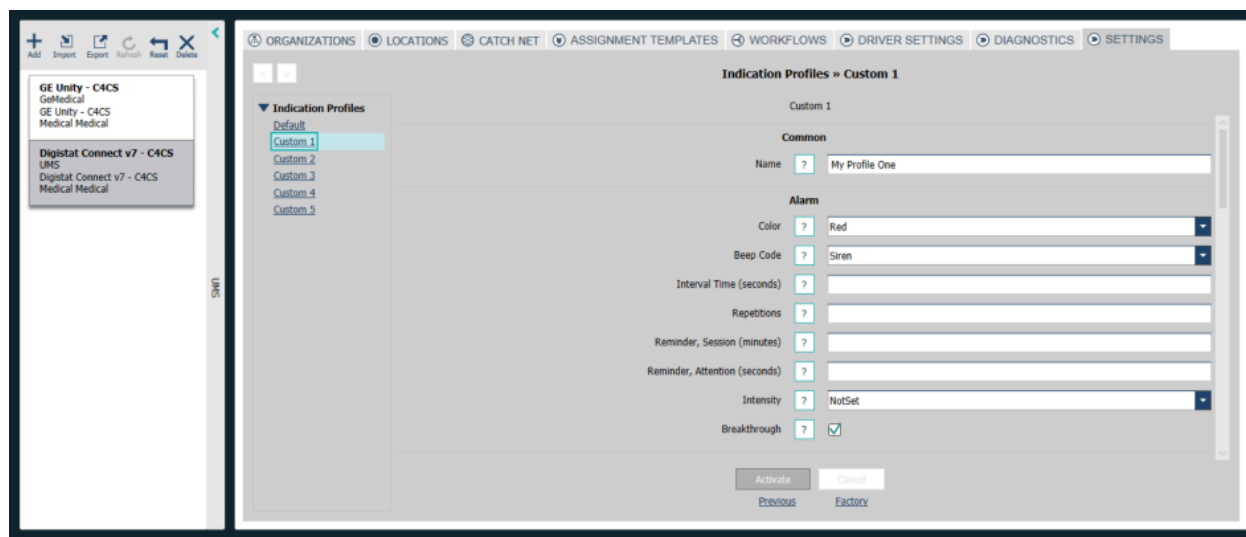 Add Import Export Refresh Reset Delete
GE Unity - C4CS
GeMedical
GE Unity - C4CS
Medical Medical
Digistat Connect v7 - C4CS
UMS
Digistat Connect v7 - C4CS
Medical Medical
UMS
ORGANIZATIONS LOCATIONS CATCH NET ASSIGNMENT TEMPLATES WORKFLOWS DRIVER SETTINGS DIAGNOSTICS SETTINGS
< > Indication Profiles » Custom 1
Indication Profiles
Default
Custom 1
Custom 2
Custom 3
Custom 4
Custom 5
Custom 1
Common
Name ? My Profile One
Alarm
Color ? Red
Beep Code ? Siren
Interval Time (seconds) ?
Repetitions ?
Reminder, Session (minutes) ?
Reminder, Attention (seconds) ?
Intensity ? NotSet
Breakthrough ?
Activate Cancel
Previous Factory